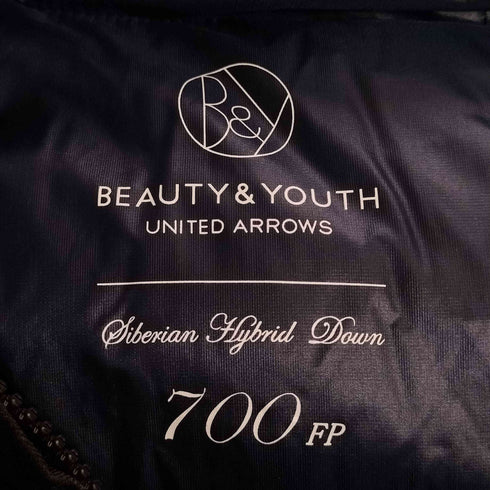 B&Y
BEAUTY & YOUTH
UNITED ARROWS
Siberian Hybrid Down
700 FP